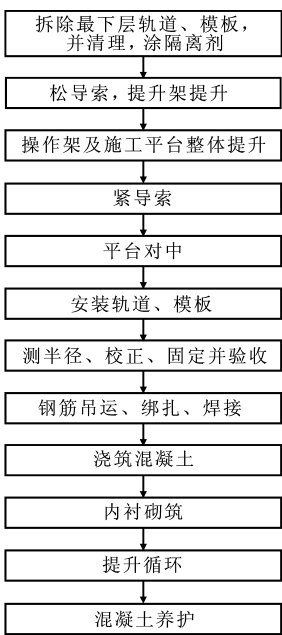 拆除最下层轨道、模板，
并清理，涂隔离剂
松导索，提升架提升
操作架及施工平台整体提升
紧导索
平台对中
安装轨道、模板
测半径、校正、固定并验收
钢筋吊运、绑扎、焊接
浇筑混凝土
内衬砌筑
提升循环
混凝土养护